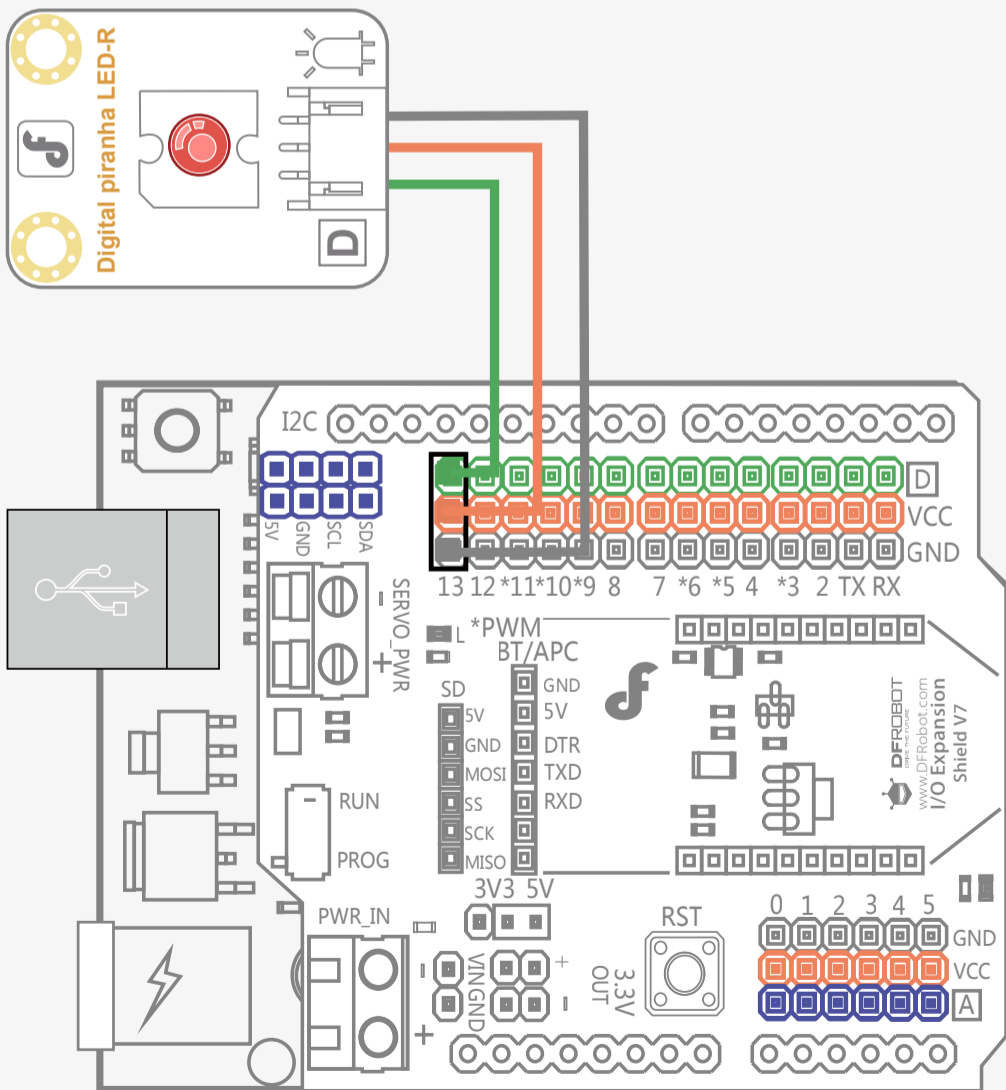 Digital piranha LED-R
D
I2C
5V GND SCL SDA
D
VCC
GND
13 12 *11 *10 *9 8 7 *6 *5 4 *3 2 TX RX
SERVO_PWR
-
+
L
*PWM
BT/APC
GND
5V
DTR
TXD
RXD
SD
5V
GND
MOSI
SS
SCK
MISO
DFROBOT
DRIVE THE FUTURE
www.DFRobot.com
I/O Expansion
Shield V7
-
RUN
PROG
3V3 5V
PWR_IN
-
+
VIN GND
+
-
3.3V
OUT
RST
0 1 2 3 4 5
GND
VCC
A